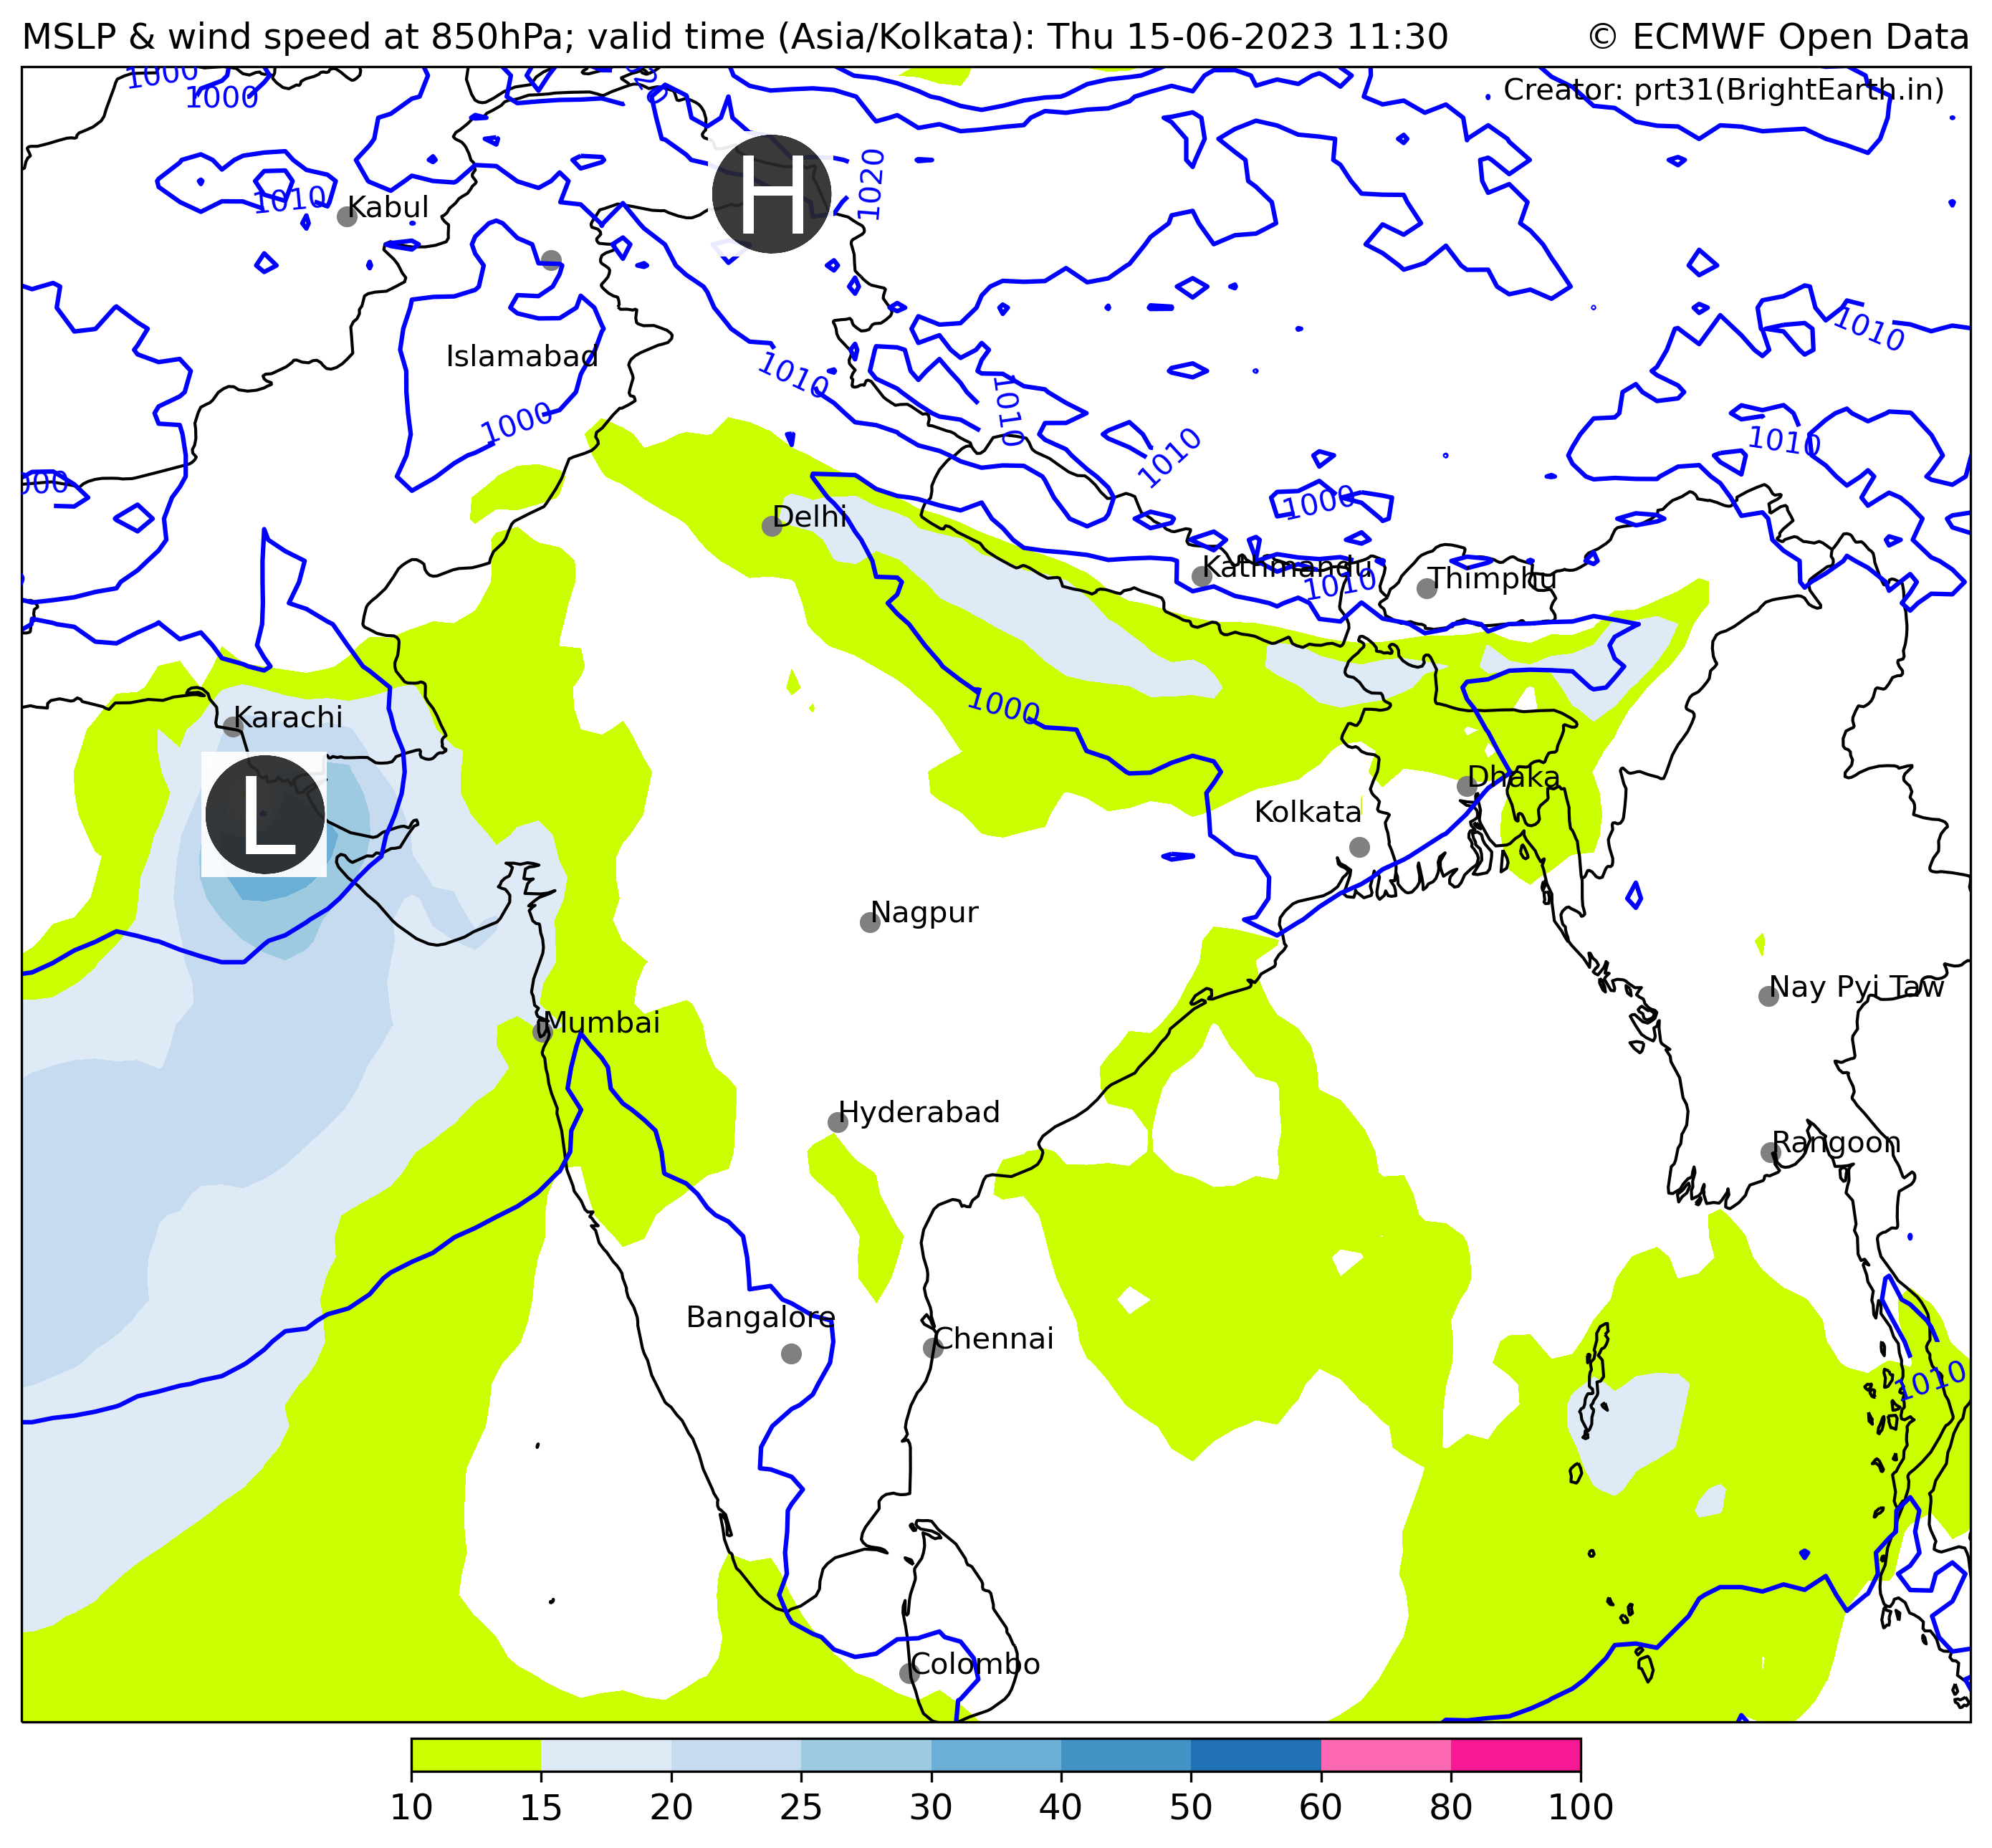 MSLP & wind speed at 850hPa; valid time (Asia/Kolkata): Thu 15-06-2023 11:30
© ECMWF Open Data
1000
1000
Creator: prt31(BrightEarth.in)
H
1020
1010
Kabul
1010
Islamabad
1010
1000
1010
1010
1010
1000
Delhi
Kathmandu
1010
Thimphu
1000
Karachi
L
Dhaka
Kolkata
Nagpur
Nay Pyi Taw
Mumbai
Hyderabad
Rangoon
Bangalore
Chennai
1010
Colombo
10 15 20 25 30 40 50 60 80 100